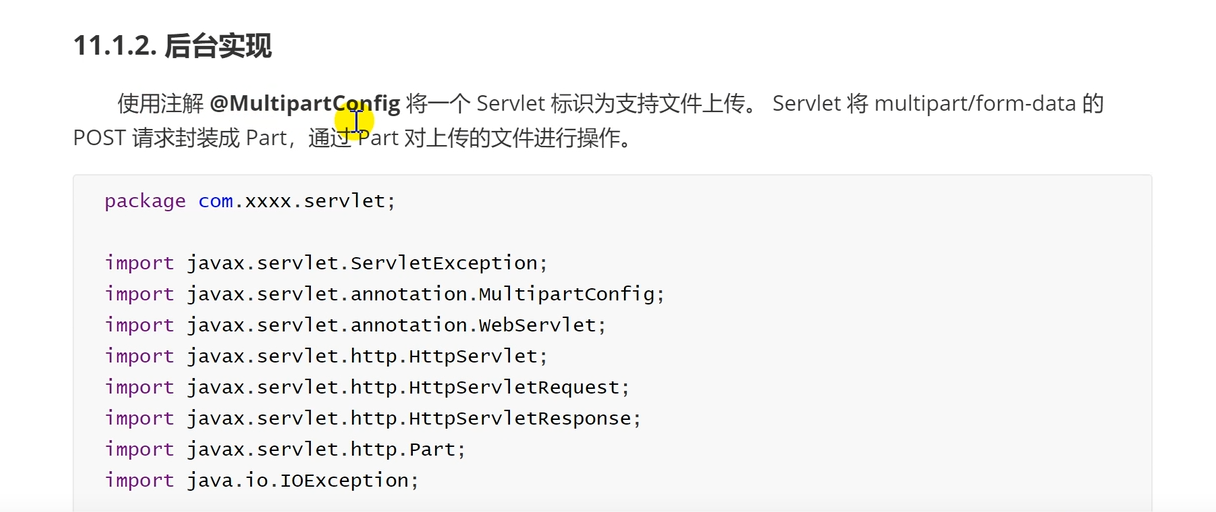 11.1.2. 后台实现
使用注解 @MultipartConfig 将一个 Servlet 标识为支持文件上传。 Servlet 将 multipart/form-data 的
POST 请求封装成 Part，通过 Part 对上传的文件进行操作。
package com.xxxx.servlet;
import javax.servlet.ServletException;
import javax.servlet.annotation.MultipartConfig;
import javax.servlet.annotation.WebServlet;
import javax.servlet.http.HttpServlet;
import javax.servlet.http.HttpServletRequest;
import javax.servlet.http.HttpServletResponse;
import javax.servlet.http.Part;
import java.io.IOException;